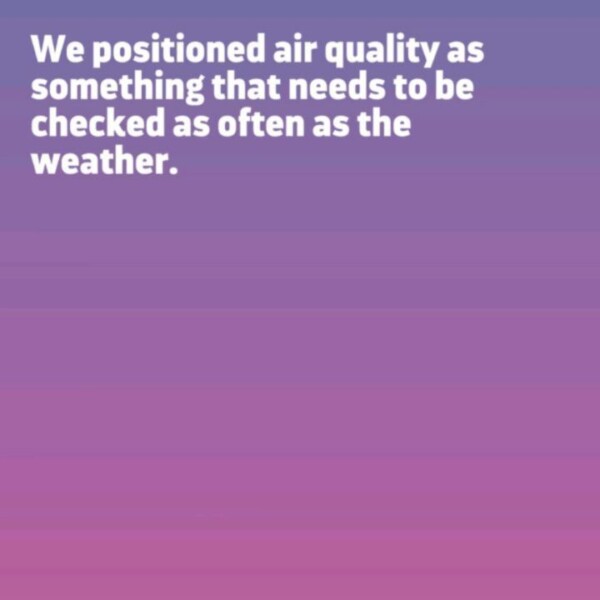 We positioned air quality as
something that needs to be
checked as often as the
weather.